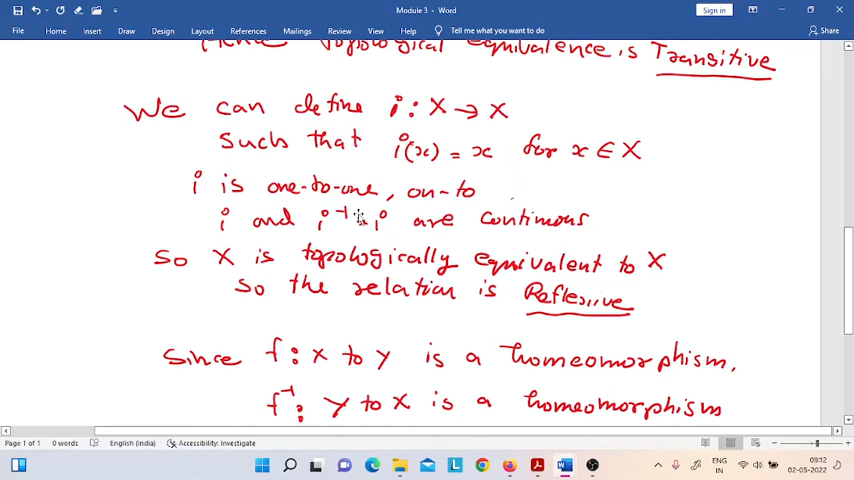 Module 3 - Word
Sign in
File Home Insert Draw Design Layout References Mailings Review View Help Tell me what you want to do Share
Hence Topological equivalence is Transitive
We can define i : X → X
Such that i(x) = x for x ∈ X
i is one-to-one, on-to
i and i⁻¹ = i are continous
So X is topologically equivalent to X
So the relation is Reflexive
Since f : X to Y is a homeomorphism.
f⁻¹ : Y to X is a homeomorphism
Page 1 of 1 0 words English (India) Accessibility: Investigate 100%
ENG
IN
09:12
02-05-2022